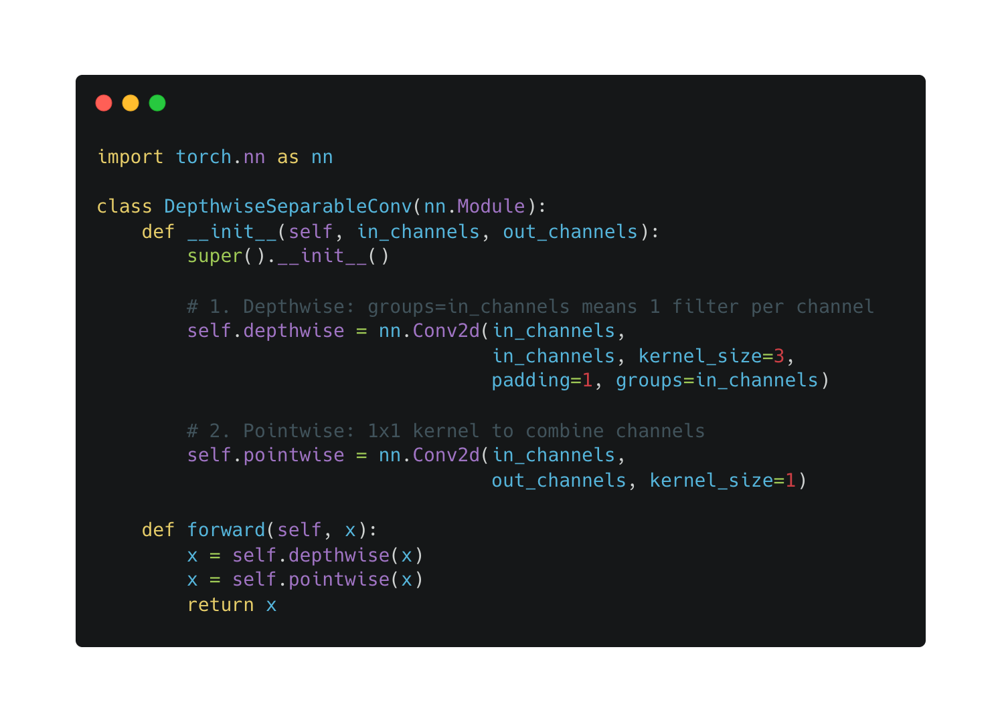 import torch.nn as nn
class DepthwiseSeparableConv(nn.Module):
    def __init__(self, in_channels, out_channels):
        super().__init__()
        # 1. Depthwise: groups=in_channels means 1 filter per channel
        self.depthwise = nn.Conv2d(in_channels,
                                   in_channels, kernel_size=3,
                                   padding=1, groups=in_channels)
        # 2. Pointwise: 1x1 kernel to combine channels
        self.pointwise = nn.Conv2d(in_channels,
                                   out_channels, kernel_size=1)
    def forward(self, x):
        x = self.depthwise(x)
        x = self.pointwise(x)
        return x